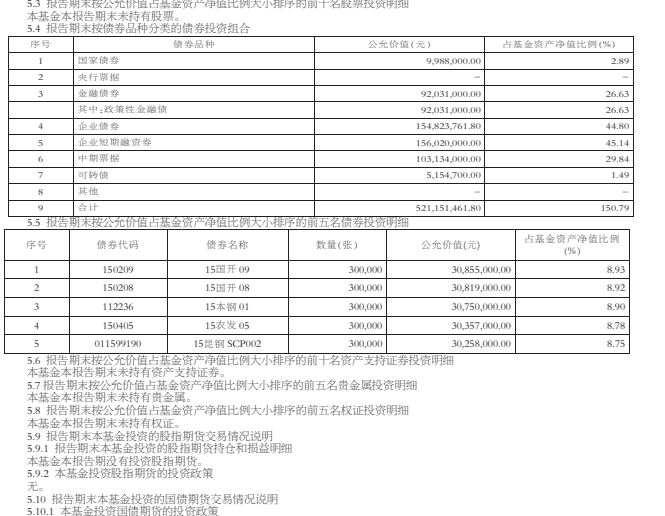 5.3 报告期末按公允价值占基金资产净值比例大小排序的前十名股票投资明细
本基金本报告期末未持有股票。
5.4 报告期末按债券品种分类的债券投资组合
序号 债券品种 公允价值(元) 占基金资产净值比例(%)
1 国家债券 9,988,000.00 2.89
2 央行票据 – –
3 金融债券 92,031,000.00 26.63
其中:政策性金融债 92,031,000.00 26.63
4 企业债券 154,823,761.80 44.80
5 企业短期融资券 156,020,000.00 45.14
6 中期票据 103,134,000.00 29.84
7 可转债 5,154,700.00 1.49
8 其他 – –
9 合计 521,151,461.80 150.79
5.5 报告期末按公允价值占基金资产净值比例大小排序的前五名债券投资明细
序号 债券代码 债券名称 数量(张) 公允价值(元) 占基金资产净值比例
(%)
1 150209 15国开 09 300,000 30,855,000.00 8.93
2 150208 15国开 08 300,000 30,819,000.00 8.92
3 112236 15本钢 01 300,000 30,750,000.00 8.90
4 150405 15农发 05 300,000 30,357,000.00 8.78
5 011599190 15昆钢 SCP002 300,000 30,258,000.00 8.75
5.6 报告期末按公允价值占基金资产净值比例大小排序的前十名资产支持证券投资明细
本基金本报告期末未持有资产支持证券。
5.7 报告期末按公允价值占基金资产净值比例大小排序的前五名贵金属投资明细
本基金本报告期末未持有贵金属。
5.8 报告期末按公允价值占基金资产净值比例大小排序的前五名权证投资明细
本基金本报告期末未持有权证。
5.9 报告期末本基金投资的股指期货交易情况说明
5.9.1 报告期末本基金投资的股指期货持仓和损益明细
本基金本报告期没有投资股指期货。
5.9.2 本基金投资股指期货的投资政策
无。
5.10 报告期末本基金投资的国债期货交易情况说明
5.10.1 本基金投资国债期货的投资政策